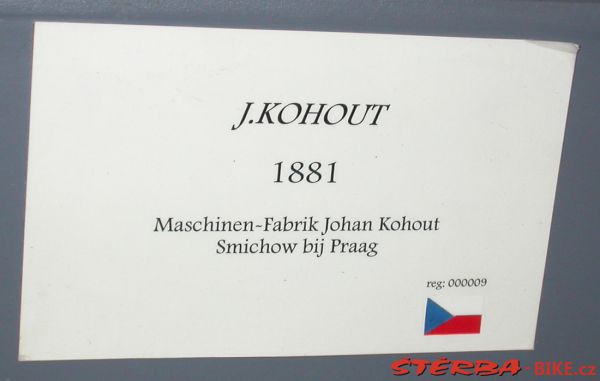 J.KOHOUT
1881
Maschinen-Fabrik Johan Kohout
Smichow bij Praag
reg: 000009
ŠTĚRBA-BIKE.cz